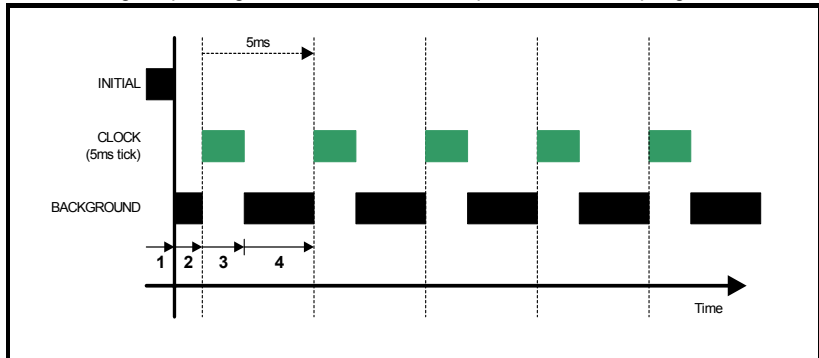 5ms
INITIAL
CLOCK
(5ms tick)
BACKGROUND
1 2 3 4
Time